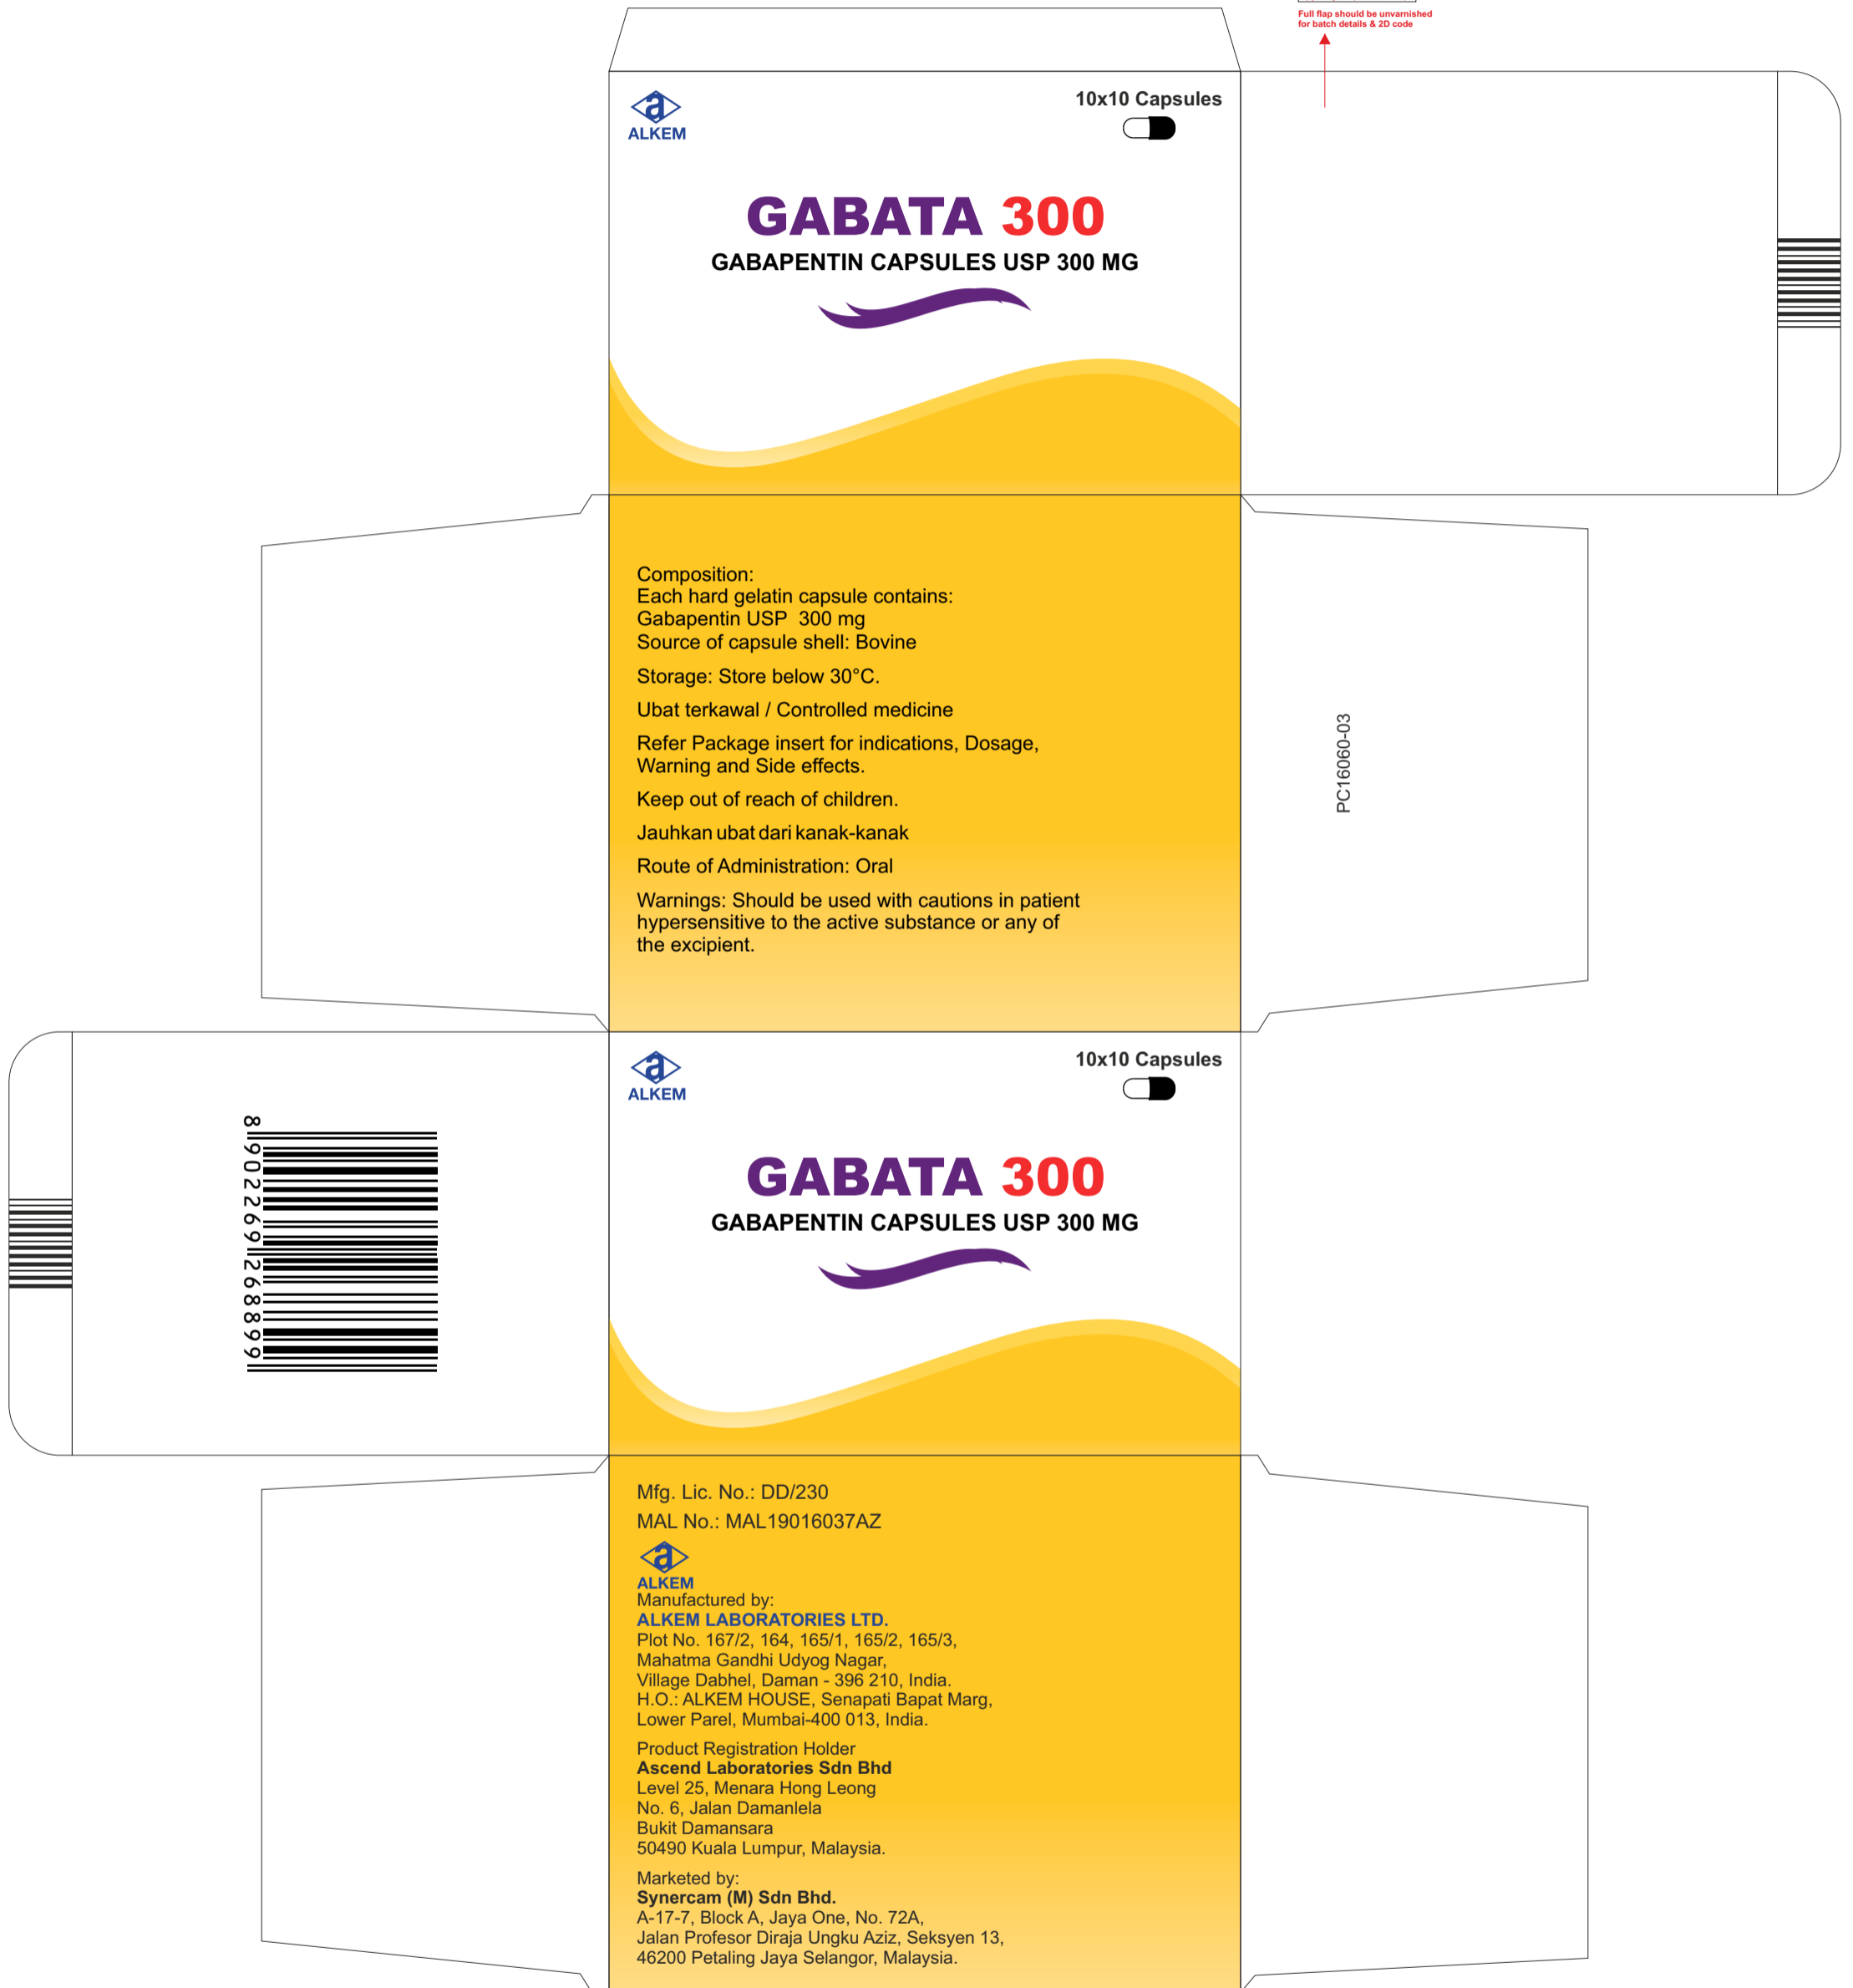 Full flap should be unvarnished
for batch details & 2D code
a
ALKEM
10x10 Capsules
GABATA 300
GABAPENTIN CAPSULES USP 300 MG
Composition:
Each hard gelatin capsule contains:
Gabapentin USP 300 mg
Source of capsule shell: Bovine
Storage: Store below 30°C.
Ubat terkawal / Controlled medicine
Refer Package insert for indications, Dosage,
Warning and Side effects.
Keep out of reach of children.
Jauhkan ubat dari kanak-kanak
Route of Administration: Oral
Warnings: Should be used with cautions in patient
hypersensitive to the active substance or any of
the excipient.
PC16060-03
8 902269 268899
a
ALKEM
10x10 Capsules
GABATA 300
GABAPENTIN CAPSULES USP 300 MG
Mfg. Lic. No.: DD/230
MAL No.: MAL19016037AZ
a
ALKEM
Manufactured by:
ALKEM LABORATORIES LTD.
Plot No. 167/2, 164, 165/1, 165/2, 165/3,
Mahatma Gandhi Udyog Nagar,
Village Dabhel, Daman - 396 210, India.
H.O.: ALKEM HOUSE, Senapati Bapat Marg,
Lower Parel, Mumbai-400 013, India.
Product Registration Holder
Ascend Laboratories Sdn Bhd
Level 25, Menara Hong Leong
No. 6, Jalan Damanlela
Bukit Damansara
50490 Kuala Lumpur, Malaysia.
Marketed by:
Synercam (M) Sdn Bhd.
A-17-7, Block A, Jaya One, No. 72A,
Jalan Profesor Diraja Ungku Aziz, Seksyen 13,
46200 Petaling Jaya Selangor, Malaysia.